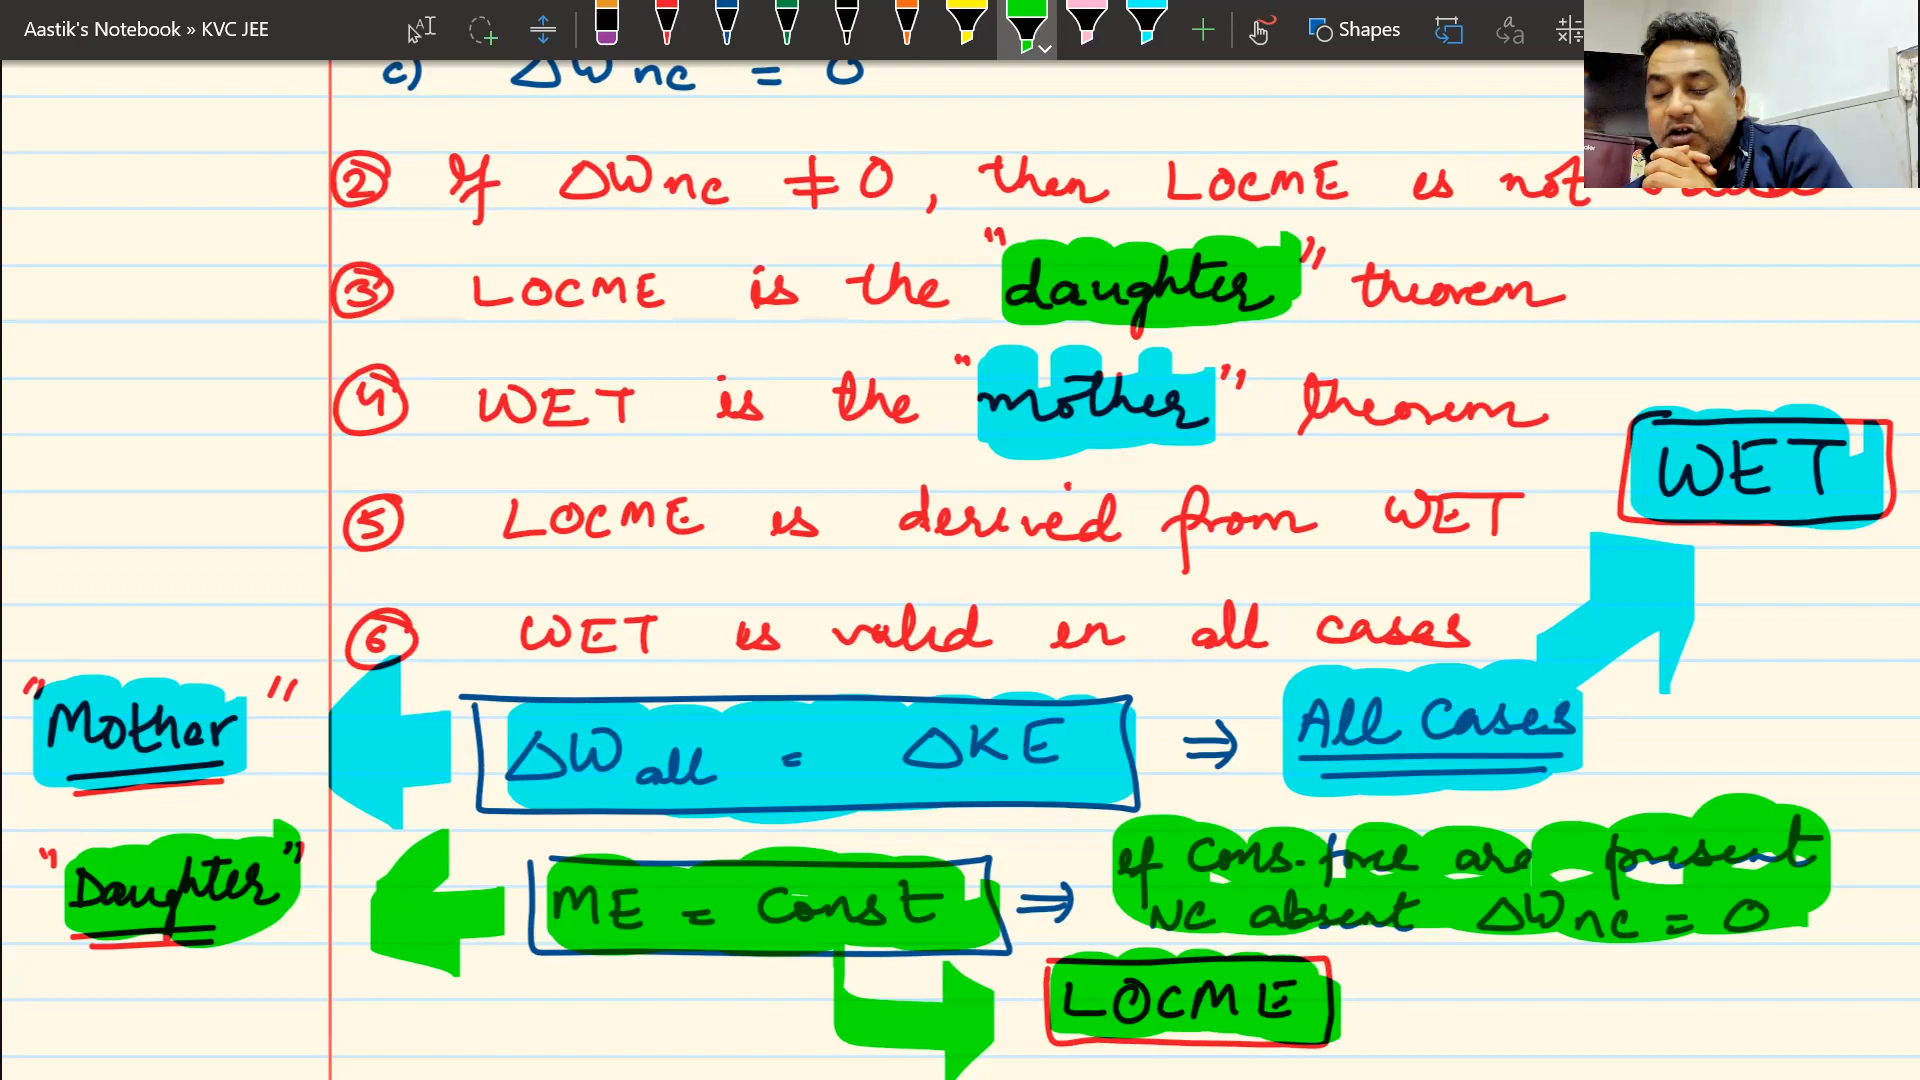 Aastik's Notebook » KVC JEE
Shapes
c) ΔWnc = 0
② If ΔWnc ≠ 0, then LOCME is not
③ LOCME is the "daughter" theorem
④ WET is the "mother" theorem
WET
⑤ LOCME is derived from WET
⑥ WET is valid in all cases
"Mother"
ΔWall = ΔKE ⇒ All Cases
"Daughter"
ME = Const ⇒ if Cons. force are present
NC absent ΔWnc = 0
LOCME